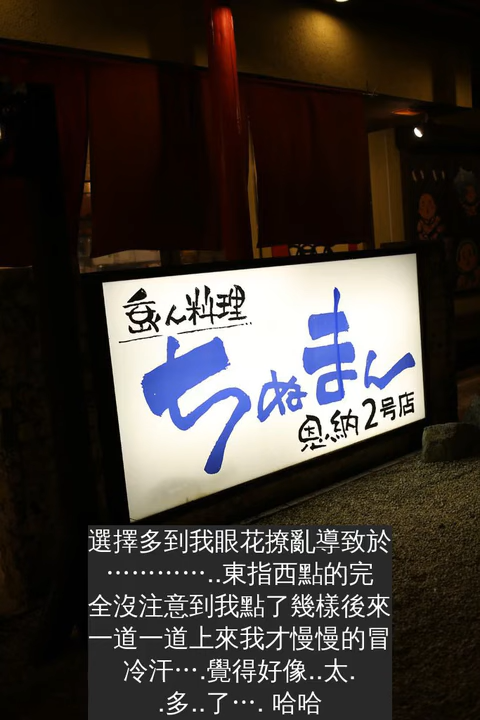 呑ん料理
ちぬまん
恩納2号店
選擇多到我眼花撩亂導致於
…………..東指西點的完
全沒注意到我點了幾樣後來
一道一道上來我才慢慢的冒
冷汗….覺得好像..太.
.多..了…. 哈哈